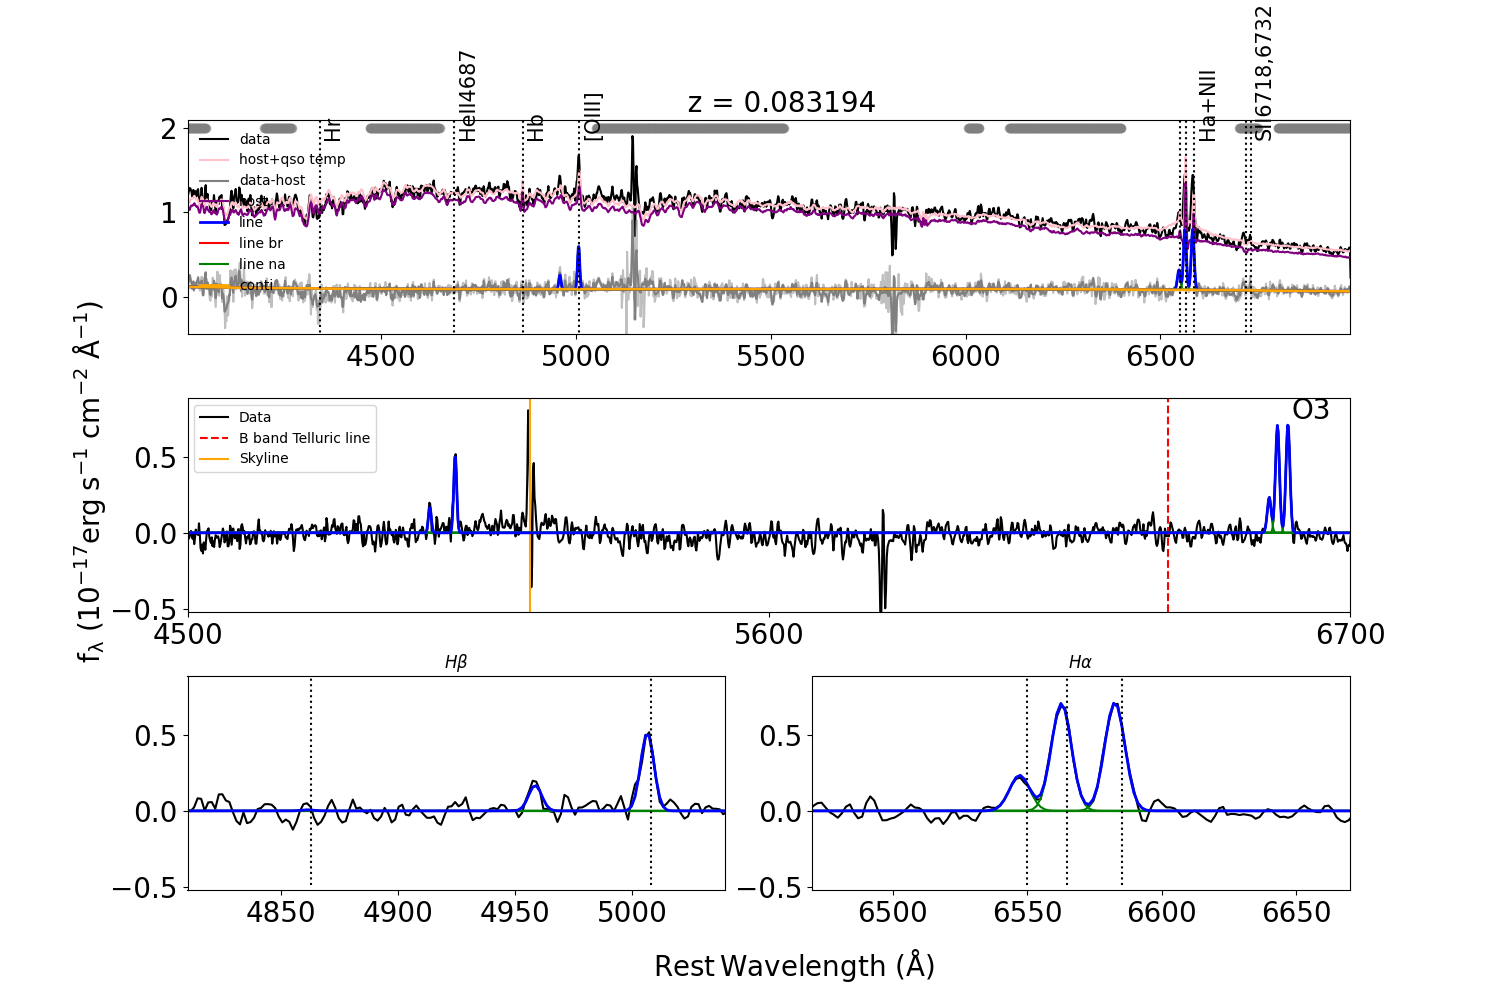 Hr
HeII4687
Hb
[OIII]
Ha+NII
SII6718,6732
z = 0.083194
2
1
0
data
host+qso temp
data-host
host
line
line br
line na
conti
4500
5000
5500
6000
6500
f_λ (10^{-17}erg s^{-1} cm^{-2} Å^{-1})
0.5
0.0
−0.5
Data
B band Telluric line
Skyline
O3
4500
5600
6700
Hβ
0.5
0.0
−0.5
4850
4900
4950
5000
Hα
0.5
0.0
−0.5
6500
6550
6600
6650
Rest Wavelength (Å)